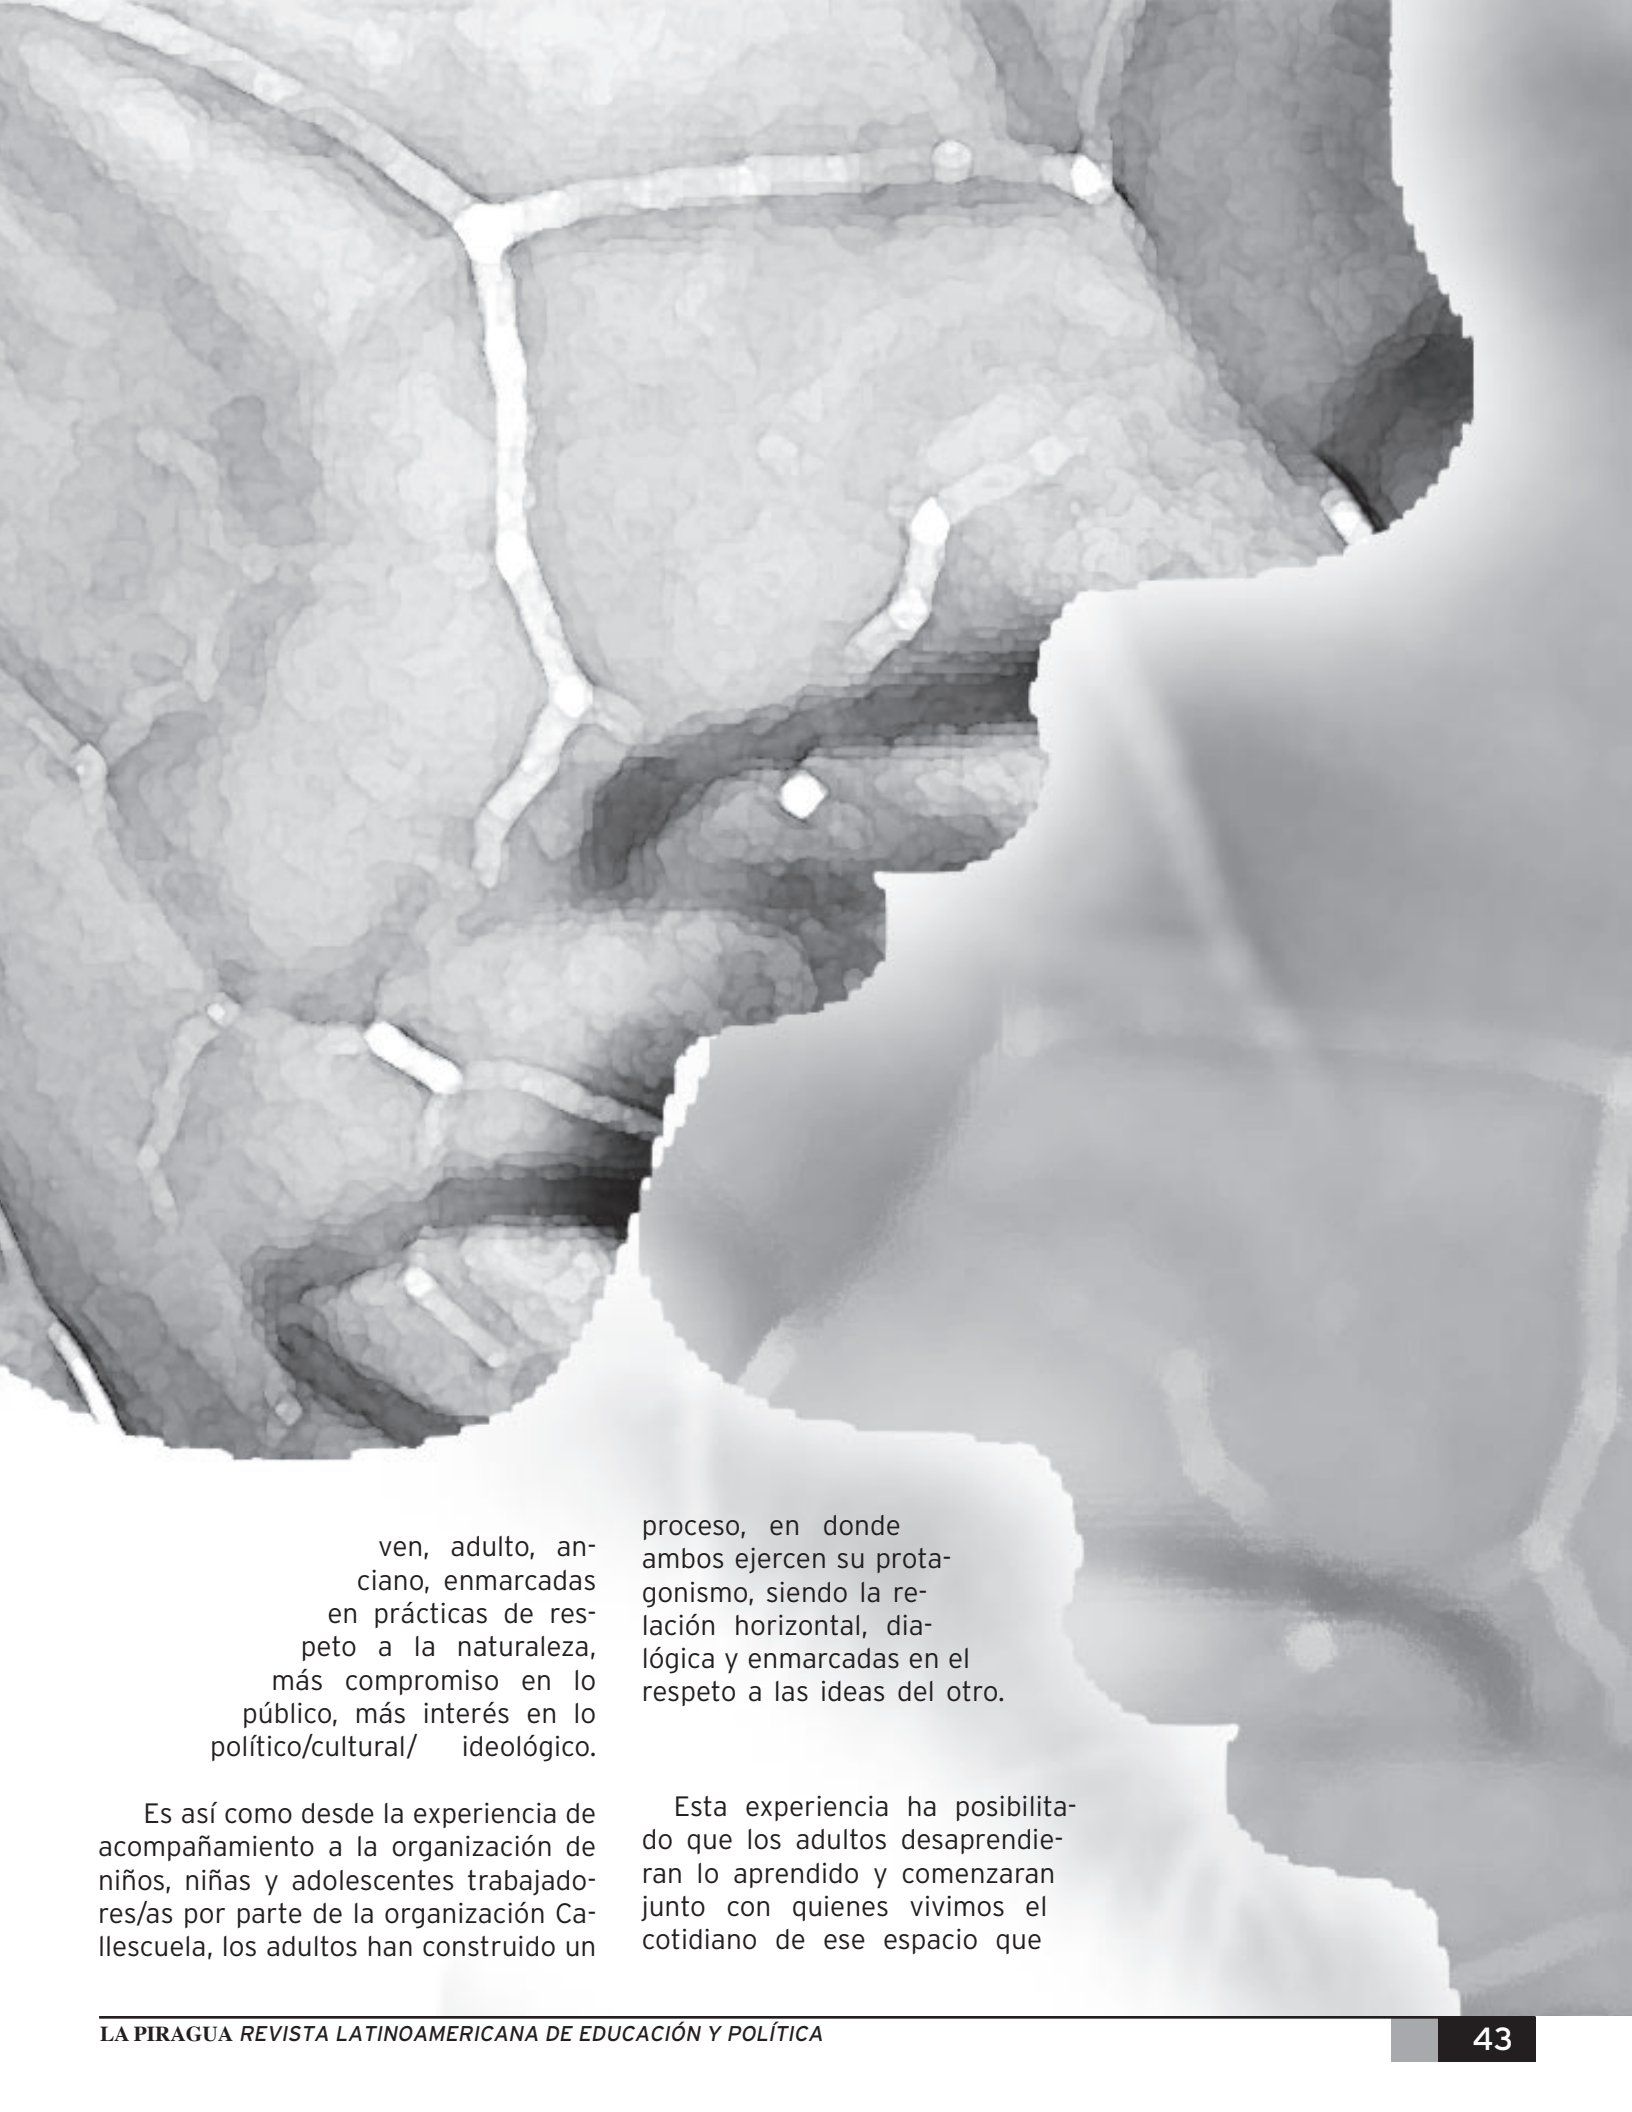 ven, adulto, an-
ciano, enmarcadas
en prácticas de res-
peto a la naturaleza,
más compromiso en lo
público, más interés en lo
político/cultural/ ideológico.
Es así como desde la experiencia de
acompañamiento a la organización de
niños, niñas y adolescentes trabajado-
res/as por parte de la organización Ca-
llescuela, los adultos han construido un
proceso, en donde
ambos ejercen su prota-
gonismo, siendo la re-
lación horizontal, dia-
lógica y enmarcadas en el
respeto a las ideas del otro.
Esta experiencia ha posibilita-
do que los adultos desaprendie-
ran lo aprendido y comenzaran
junto con quienes vivimos el
cotidiano de ese espacio que
LA PIRAGUA REVISTA LATINOAMERICANA DE EDUCACIÓN Y POLÍTICA
43